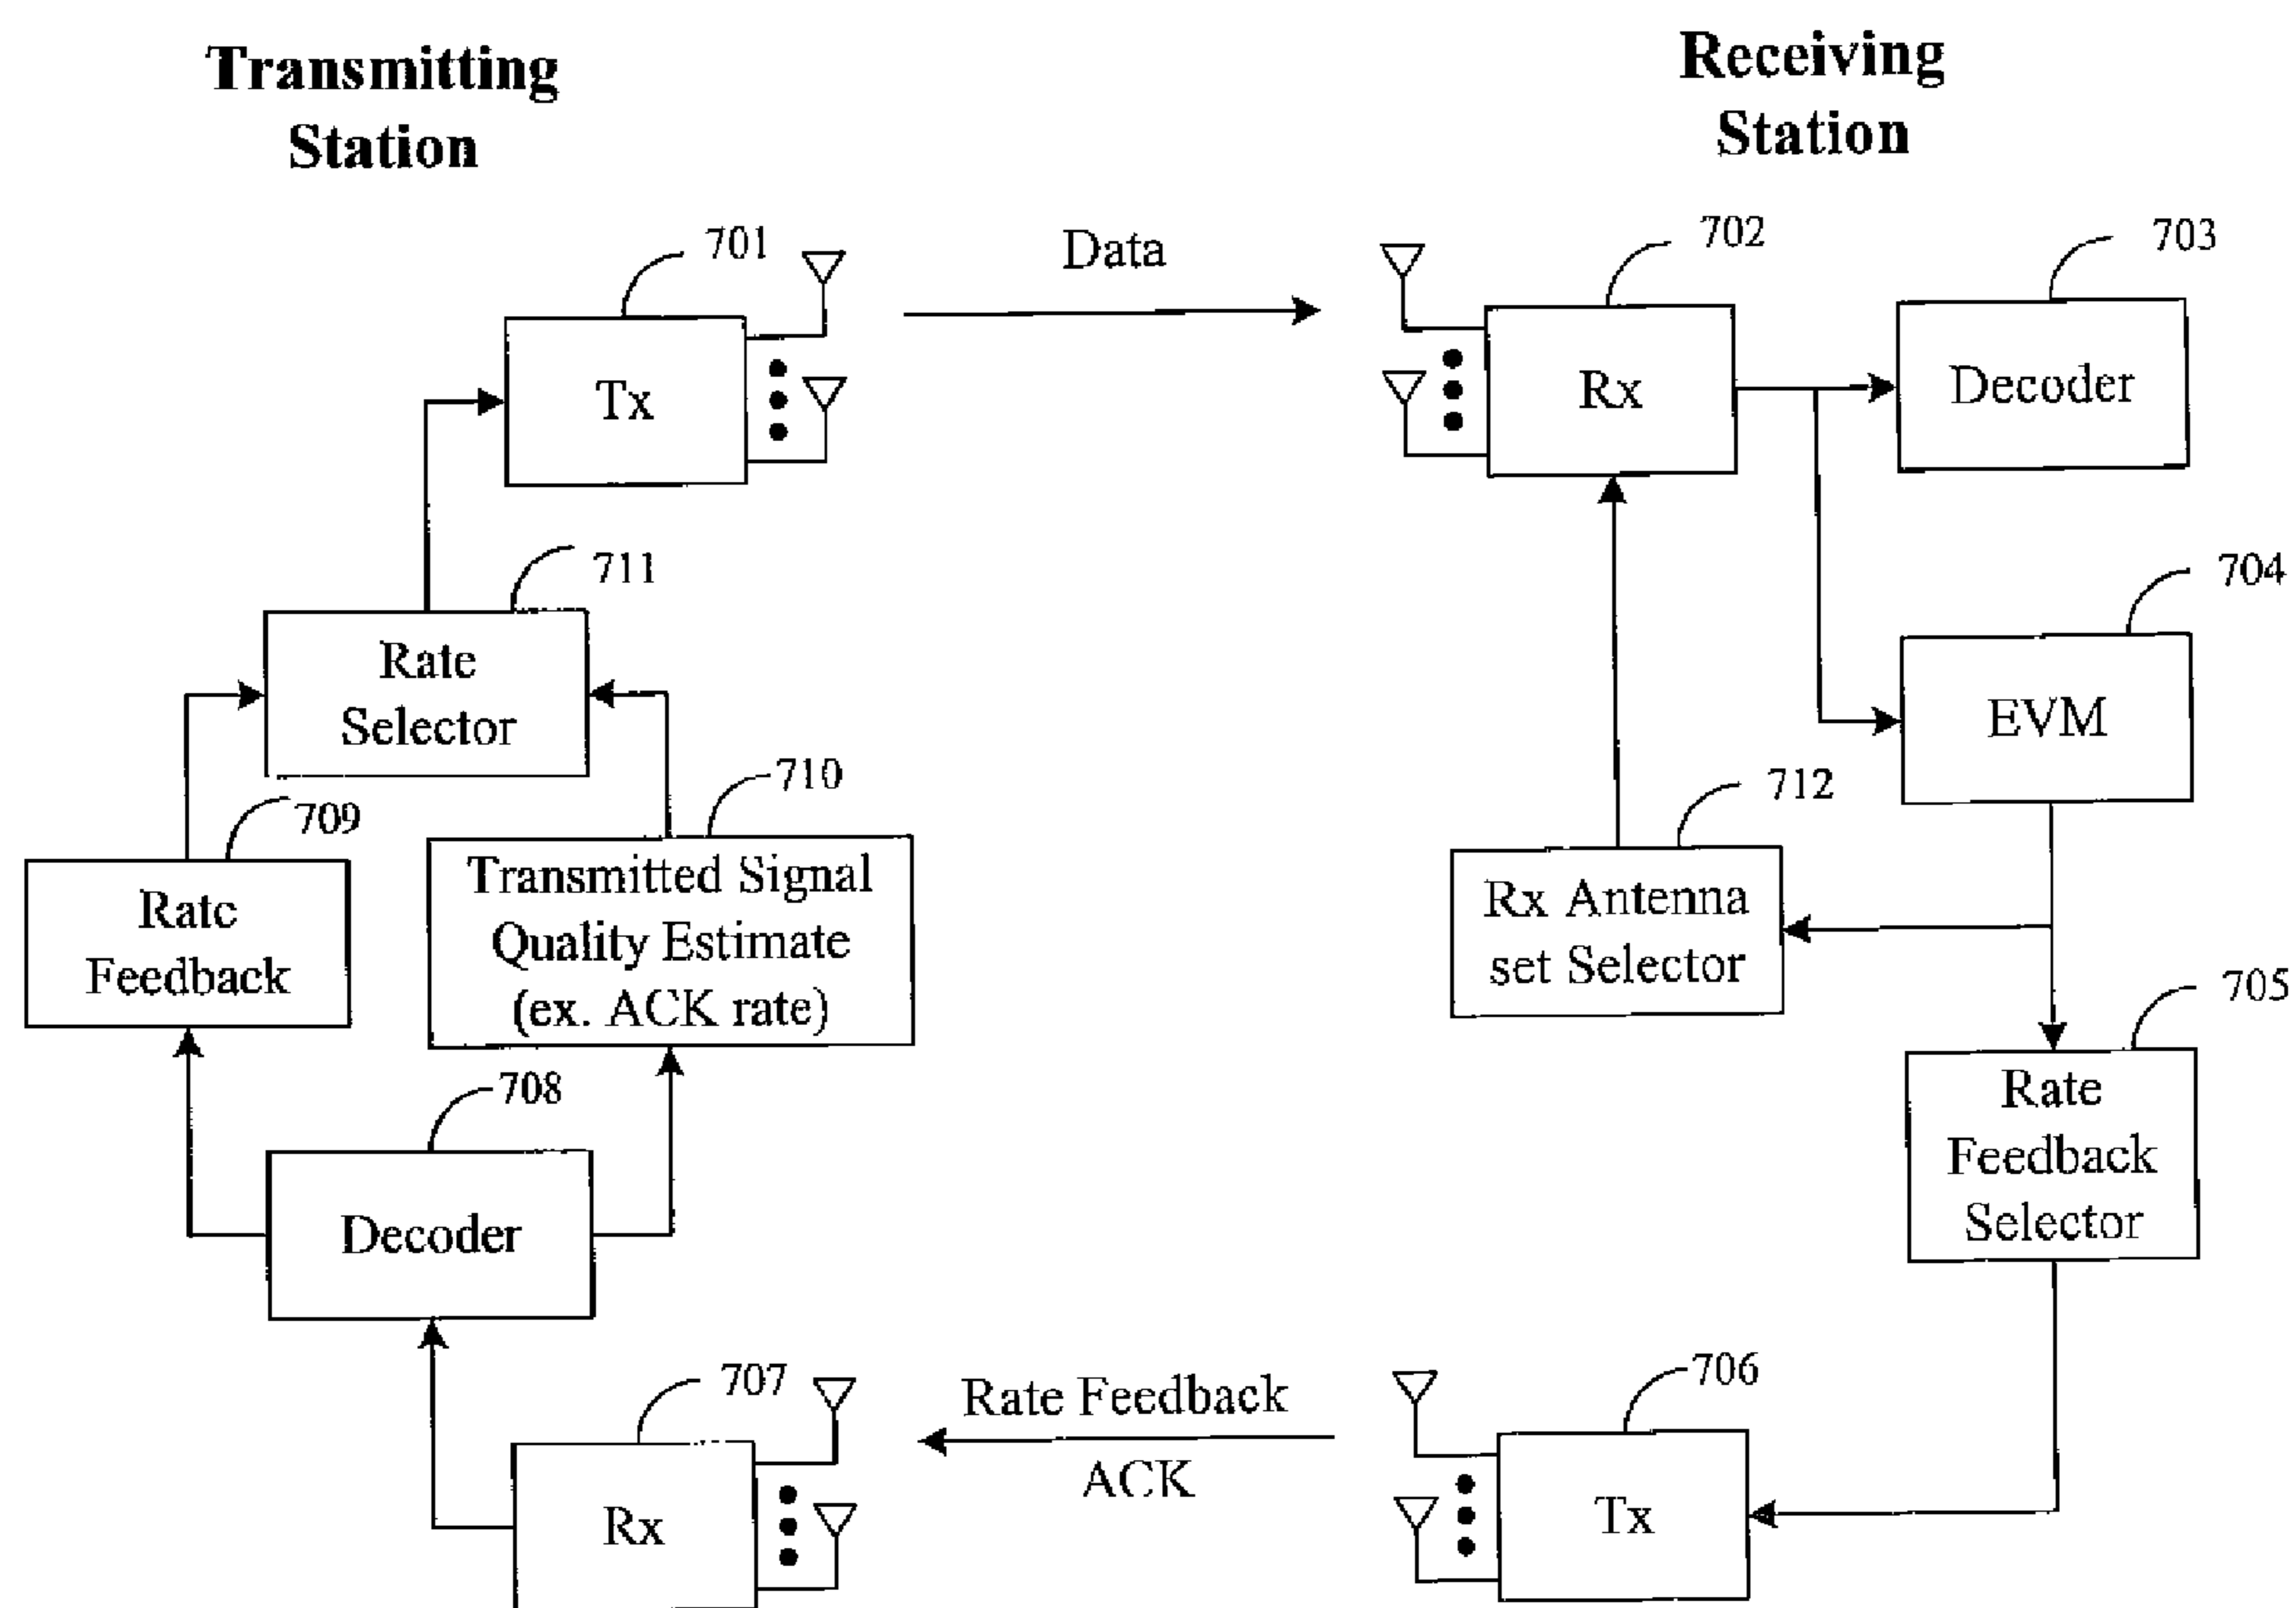 Transmitting
Station
Receiving
Station
701
Data
702
703
Tx
Rx
Decoder
711
704
Rate
Selector
EVM
710
712
709
Transmitted Signal
Quality Estimate
(ex. ACK rate)
Rate
Feedback
Rx Antenna
set Selector
705
708
Rate
Feedback
Selector
Decoder
707
Rate Feedback
ACK
706
Rx
Tx